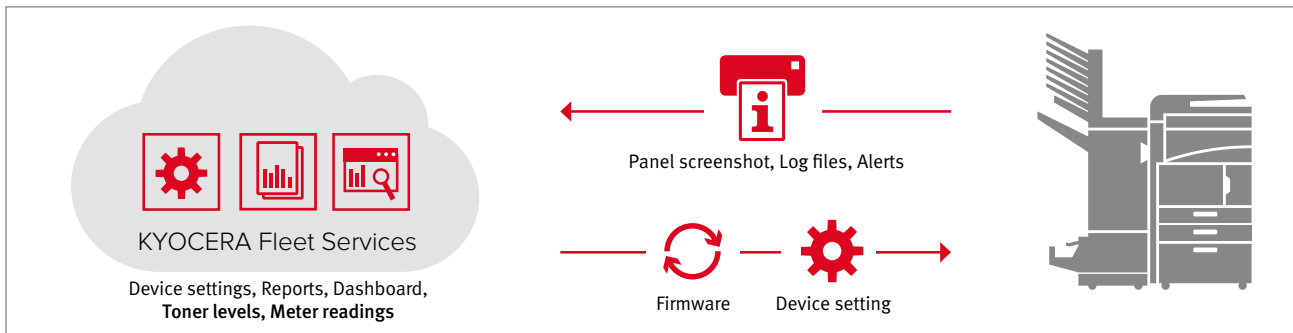 KYOCERA Fleet Services
Device settings, Reports, Dashboard,
Toner levels, Meter readings
Panel screenshot, Log files, Alerts
Firmware
Device setting